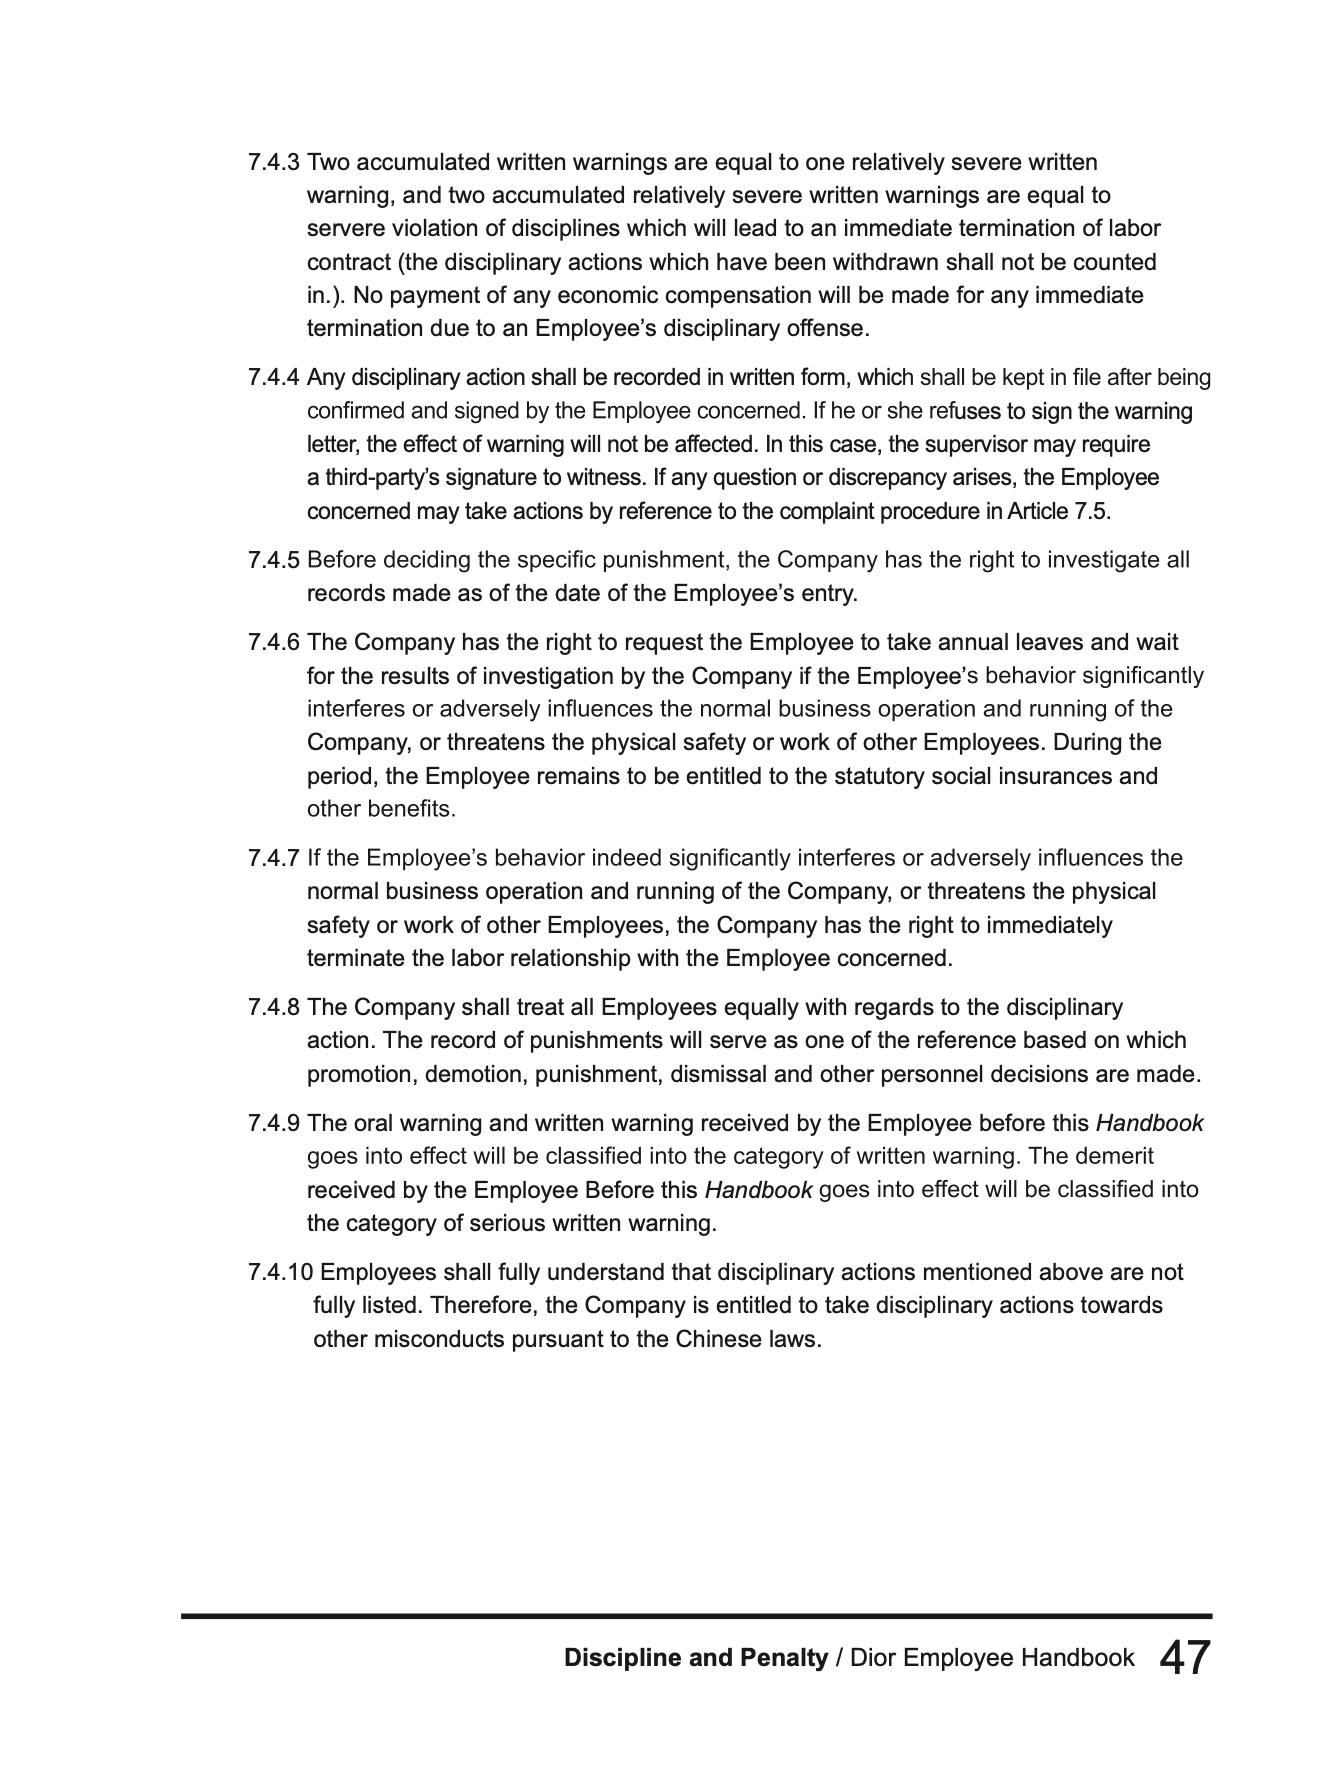 7.4.3 Two accumulated written warnings are equal to one relatively severe written
warning, and two accumulated relatively severe written warnings are equal to
servere violation of disciplines which will lead to an immediate termination of labor
contract (the disciplinary actions which have been withdrawn shall not be counted
in.). No payment of any economic compensation will be made for any immediate
termination due to an Employee’s disciplinary offense.
7.4.4 Any disciplinary action shall be recorded in written form, which shall be kept in file after being
confirmed and signed by the Employee concerned. If he or she refuses to sign the warning
letter, the effect of warning will not be affected. In this case, the supervisor may require
a third-party’s signature to witness. If any question or discrepancy arises, the Employee
concerned may take actions by reference to the complaint procedure in Article 7.5.
7.4.5 Before deciding the specific punishment, the Company has the right to investigate all
records made as of the date of the Employee’s entry.
7.4.6 The Company has the right to request the Employee to take annual leaves and wait
for the results of investigation by the Company if the Employee’s behavior significantly
interferes or adversely influences the normal business operation and running of the
Company, or threatens the physical safety or work of other Employees. During the
period, the Employee remains to be entitled to the statutory social insurances and
other benefits.
7.4.7 If the Employee’s behavior indeed significantly interferes or adversely influences the
normal business operation and running of the Company, or threatens the physical
safety or work of other Employees, the Company has the right to immediately
terminate the labor relationship with the Employee concerned.
7.4.8 The Company shall treat all Employees equally with regards to the disciplinary
action. The record of punishments will serve as one of the reference based on which
promotion, demotion, punishment, dismissal and other personnel decisions are made.
7.4.9 The oral warning and written warning received by the Employee before this Handbook
goes into effect will be classified into the category of written warning. The demerit
received by the Employee Before this Handbook goes into effect will be classified into
the category of serious written warning.
7.4.10 Employees shall fully understand that disciplinary actions mentioned above are not
fully listed. Therefore, the Company is entitled to take disciplinary actions towards
other misconducts pursuant to the Chinese laws.
Discipline and Penalty / Dior Employee Handbook 47